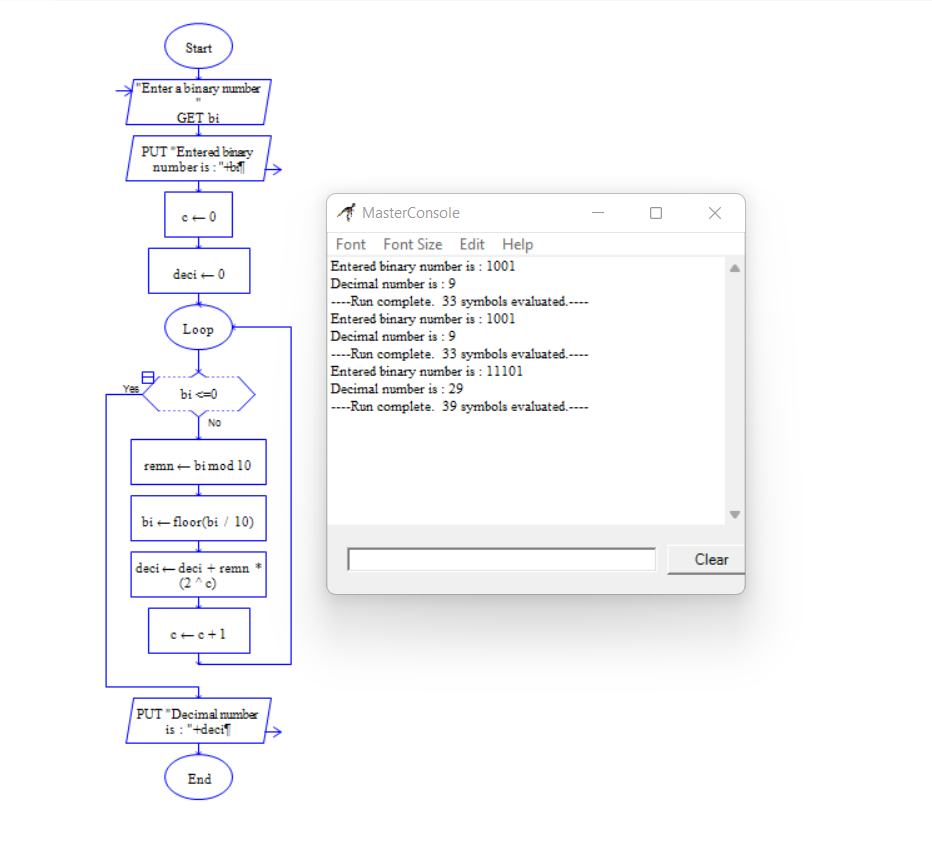 Start
"Enter a binary number
"
GET bi
PUT "Entered binary
number is : "+bi¶
c ← 0
deci ← 0
Loop
Yes
bi <=0
No
remn ← bi mod 10
bi ← floor(bi / 10)
deci ← deci + remn *
(2 ^ c)
c ← c + 1
PUT "Decimal number
is : "+deci¶
End
MasterConsole
Font Font Size Edit Help
Entered binary number is : 1001
Decimal number is : 9
----Run complete.  33 symbols evaluated.----
Entered binary number is : 1001
Decimal number is : 9
----Run complete.  33 symbols evaluated.----
Entered binary number is : 11101
Decimal number is : 29
----Run complete.  39 symbols evaluated.----
Clear